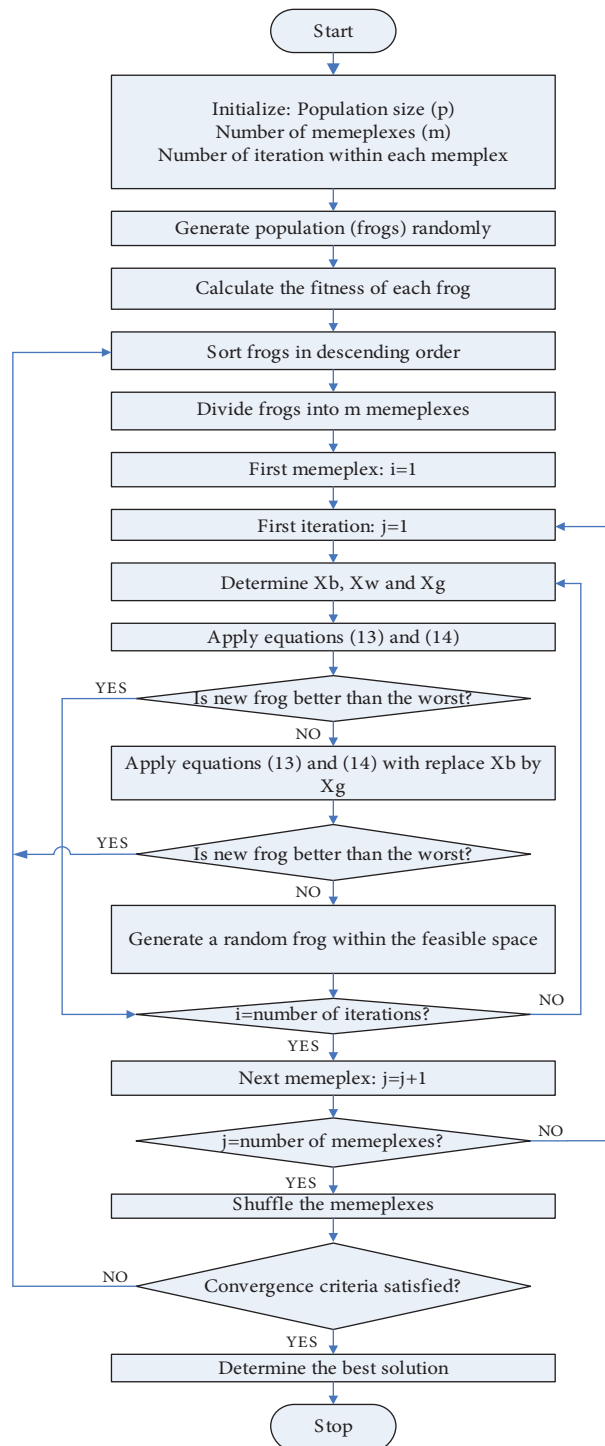 Start
Initialize: Population size (p)
Number of memeplexes (m)
Number of iteration within each memplex
Generate population (frogs) randomly
Calculate the fitness of each frog
Sort frogs in descending order
Divide frogs into m memeplexes
First memeplex: i=1
First iteration: j=1
Determine Xb, Xw and Xg
Apply equations (13) and (14)
YES
Is new frog better than the worst?
NO
Apply equations (13) and (14) with replace Xb by
Xg
YES
Is new frog better than the worst?
NO
Generate a random frog within the feasible space
i=number of iterations?
NO
YES
Next memeplex: j=j+1
j=number of memeplexes?
NO
YES
Shuffle the memeplexes
NO
Convergence criteria satisfied?
YES
Determine the best solution
Stop